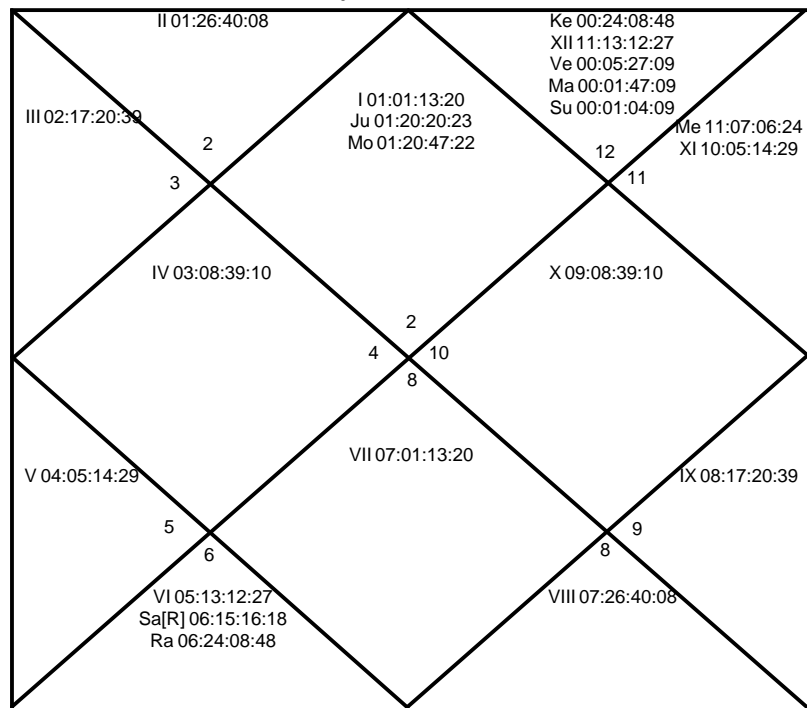 II 01:26:40:08
Ke 00:24:08:48
XII 11:13:12:27
Ve 00:05:27:09
Ma 00:01:47:09
Su 00:01:04:09
I 01:01:13:20
Ju 01:20:20:23
Mo 01:20:47:22
III 02:17:20:39
Me 11:07:06:24
XI 10:05:14:29
2
12
3
11
IV 03:08:39:10
X 09:08:39:10
2
4
10
8
VII 07:01:13:20
V 04:05:14:29
IX 08:17:20:39
5
9
6
8
VI 05:13:12:27
Sa[R] 06:15:16:18
Ra 06:24:08:48
VIII 07:26:40:08